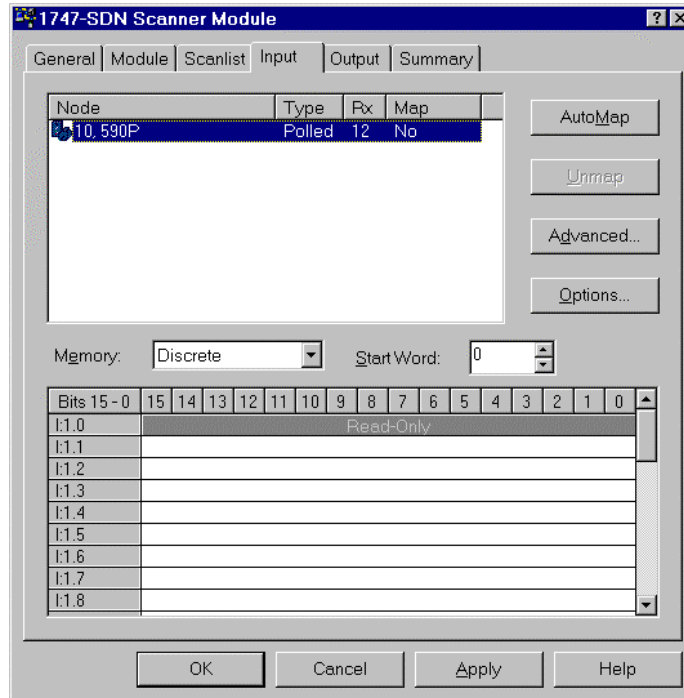 1747-SDN Scanner Module
General Module Scanlist Input Output Summary
Node Type Rx Map
10, 590P Polled 12 No
AutoMap
Unmap
Advanced...
Options...
Memory: Discrete Start Word: 0
Bits 15 - 0 15 14 13 12 11 10 9 8 7 6 5 4 3 2 1 0
I:1.0 Read-Only
I:1.1
I:1.2
I:1.3
I:1.4
I:1.5
I:1.6
I:1.7
I:1.8
OK Cancel Apply Help